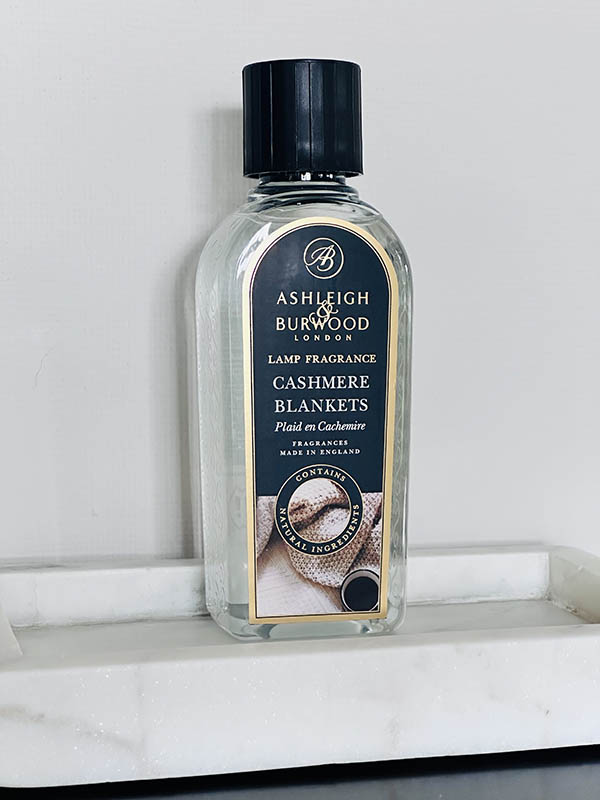 AB
ASHLEIGH
&
BURWOOD
LONDON
LAMP FRAGRANCE
CASHMERE
BLANKETS
Plaid en Cachemire
FRAGRANCES
MADE IN ENGLAND
CONTAINS
NATURAL INGREDIENTS